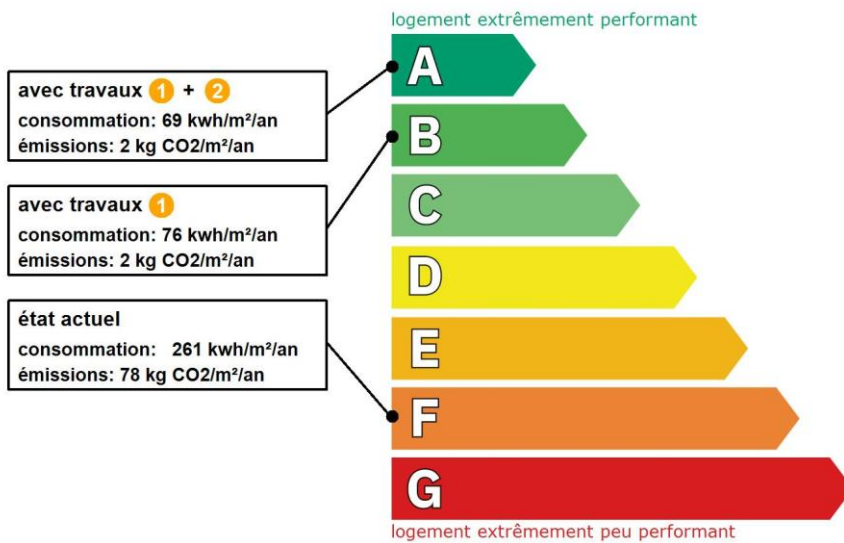 logement extrêmement performant
avec travaux 1 + 2
consommation: 69 kwh/m²/an
émissions: 2 kg CO2/m²/an
avec travaux 1
consommation: 76 kwh/m²/an
émissions: 2 kg CO2/m²/an
état actuel
consommation: 261 kwh/m²/an
émissions: 78 kg CO2/m²/an
A
B
C
D
E
F
G
logement extrêmement peu performant